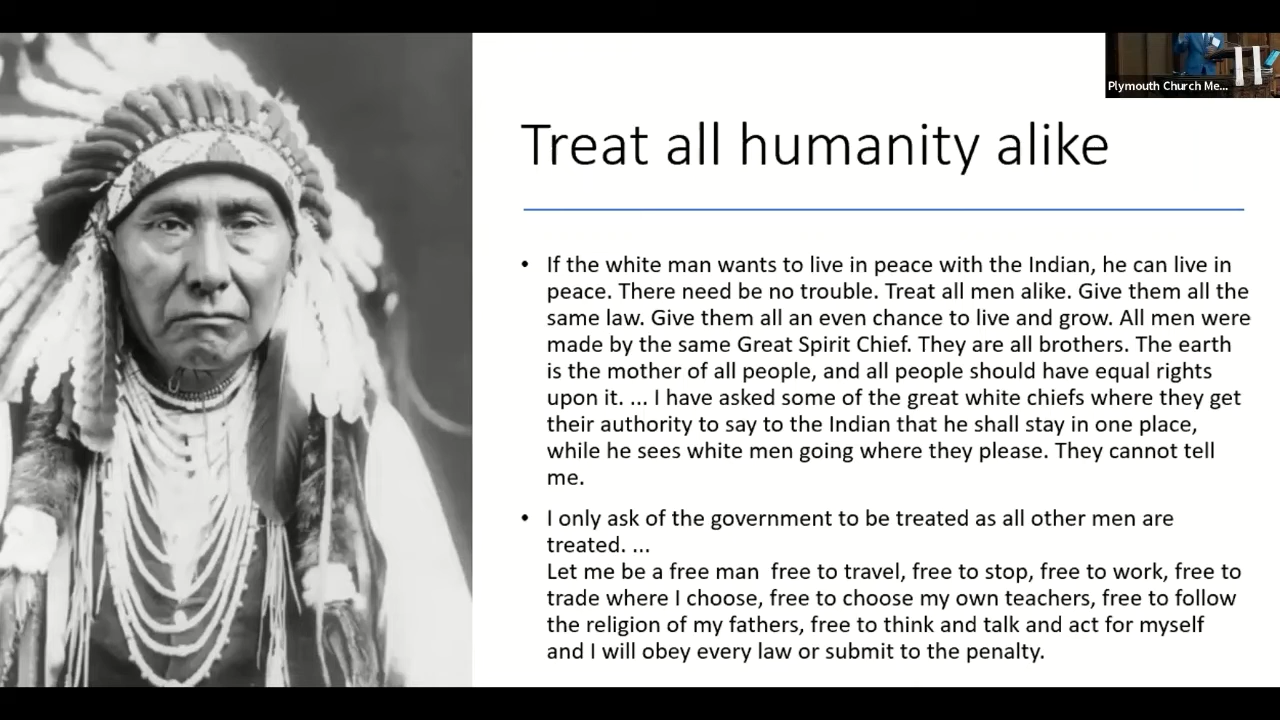 Plymouth Church Me...
Treat all humanity alike
• If the white man wants to live in peace with the Indian, he can live in
peace. There need be no trouble. Treat all men alike. Give them all the
same law. Give them all an even chance to live and grow. All men were
made by the same Great Spirit Chief. They are all brothers. The earth
is the mother of all people, and all people should have equal rights
upon it. ... I have asked some of the great white chiefs where they get
their authority to say to the Indian that he shall stay in one place,
while he sees white men going where they please. They cannot tell
me.
• I only ask of the government to be treated as all other men are
treated. ...
Let me be a free man  free to travel, free to stop, free to work, free to
trade where I choose, free to choose my own teachers, free to follow
the religion of my fathers, free to think and talk and act for myself
and I will obey every law or submit to the penalty.